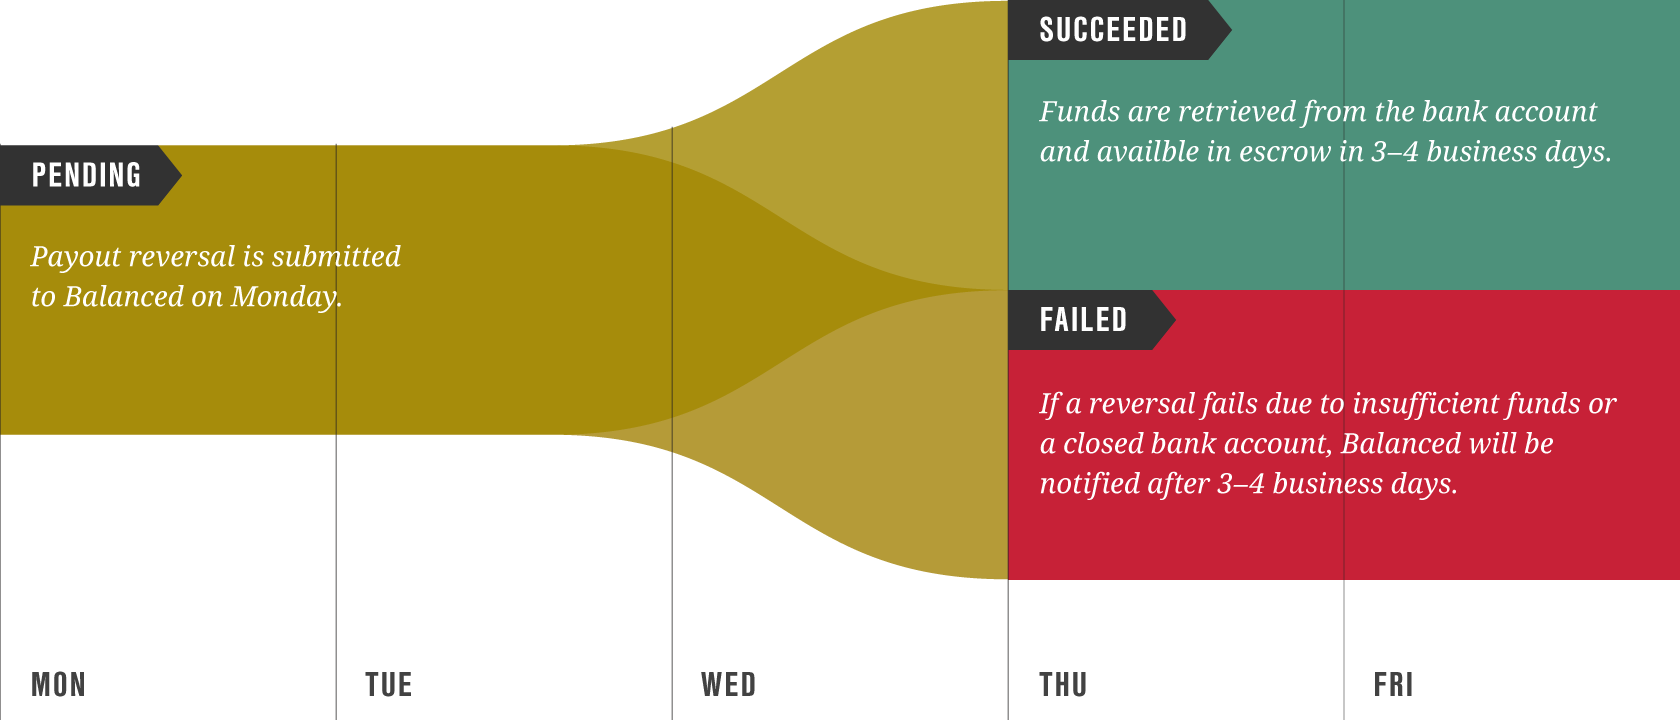 PENDING
Payout reversal is submitted
to Balanced on Monday.
SUCCEEDED
Funds are retrieved from the bank account
and availble in escrow in 3–4 business days.
FAILED
If a reversal fails due to insufficient funds or
a closed bank account, Balanced will be
notified after 3–4 business days.
MON
TUE
WED
THU
FRI